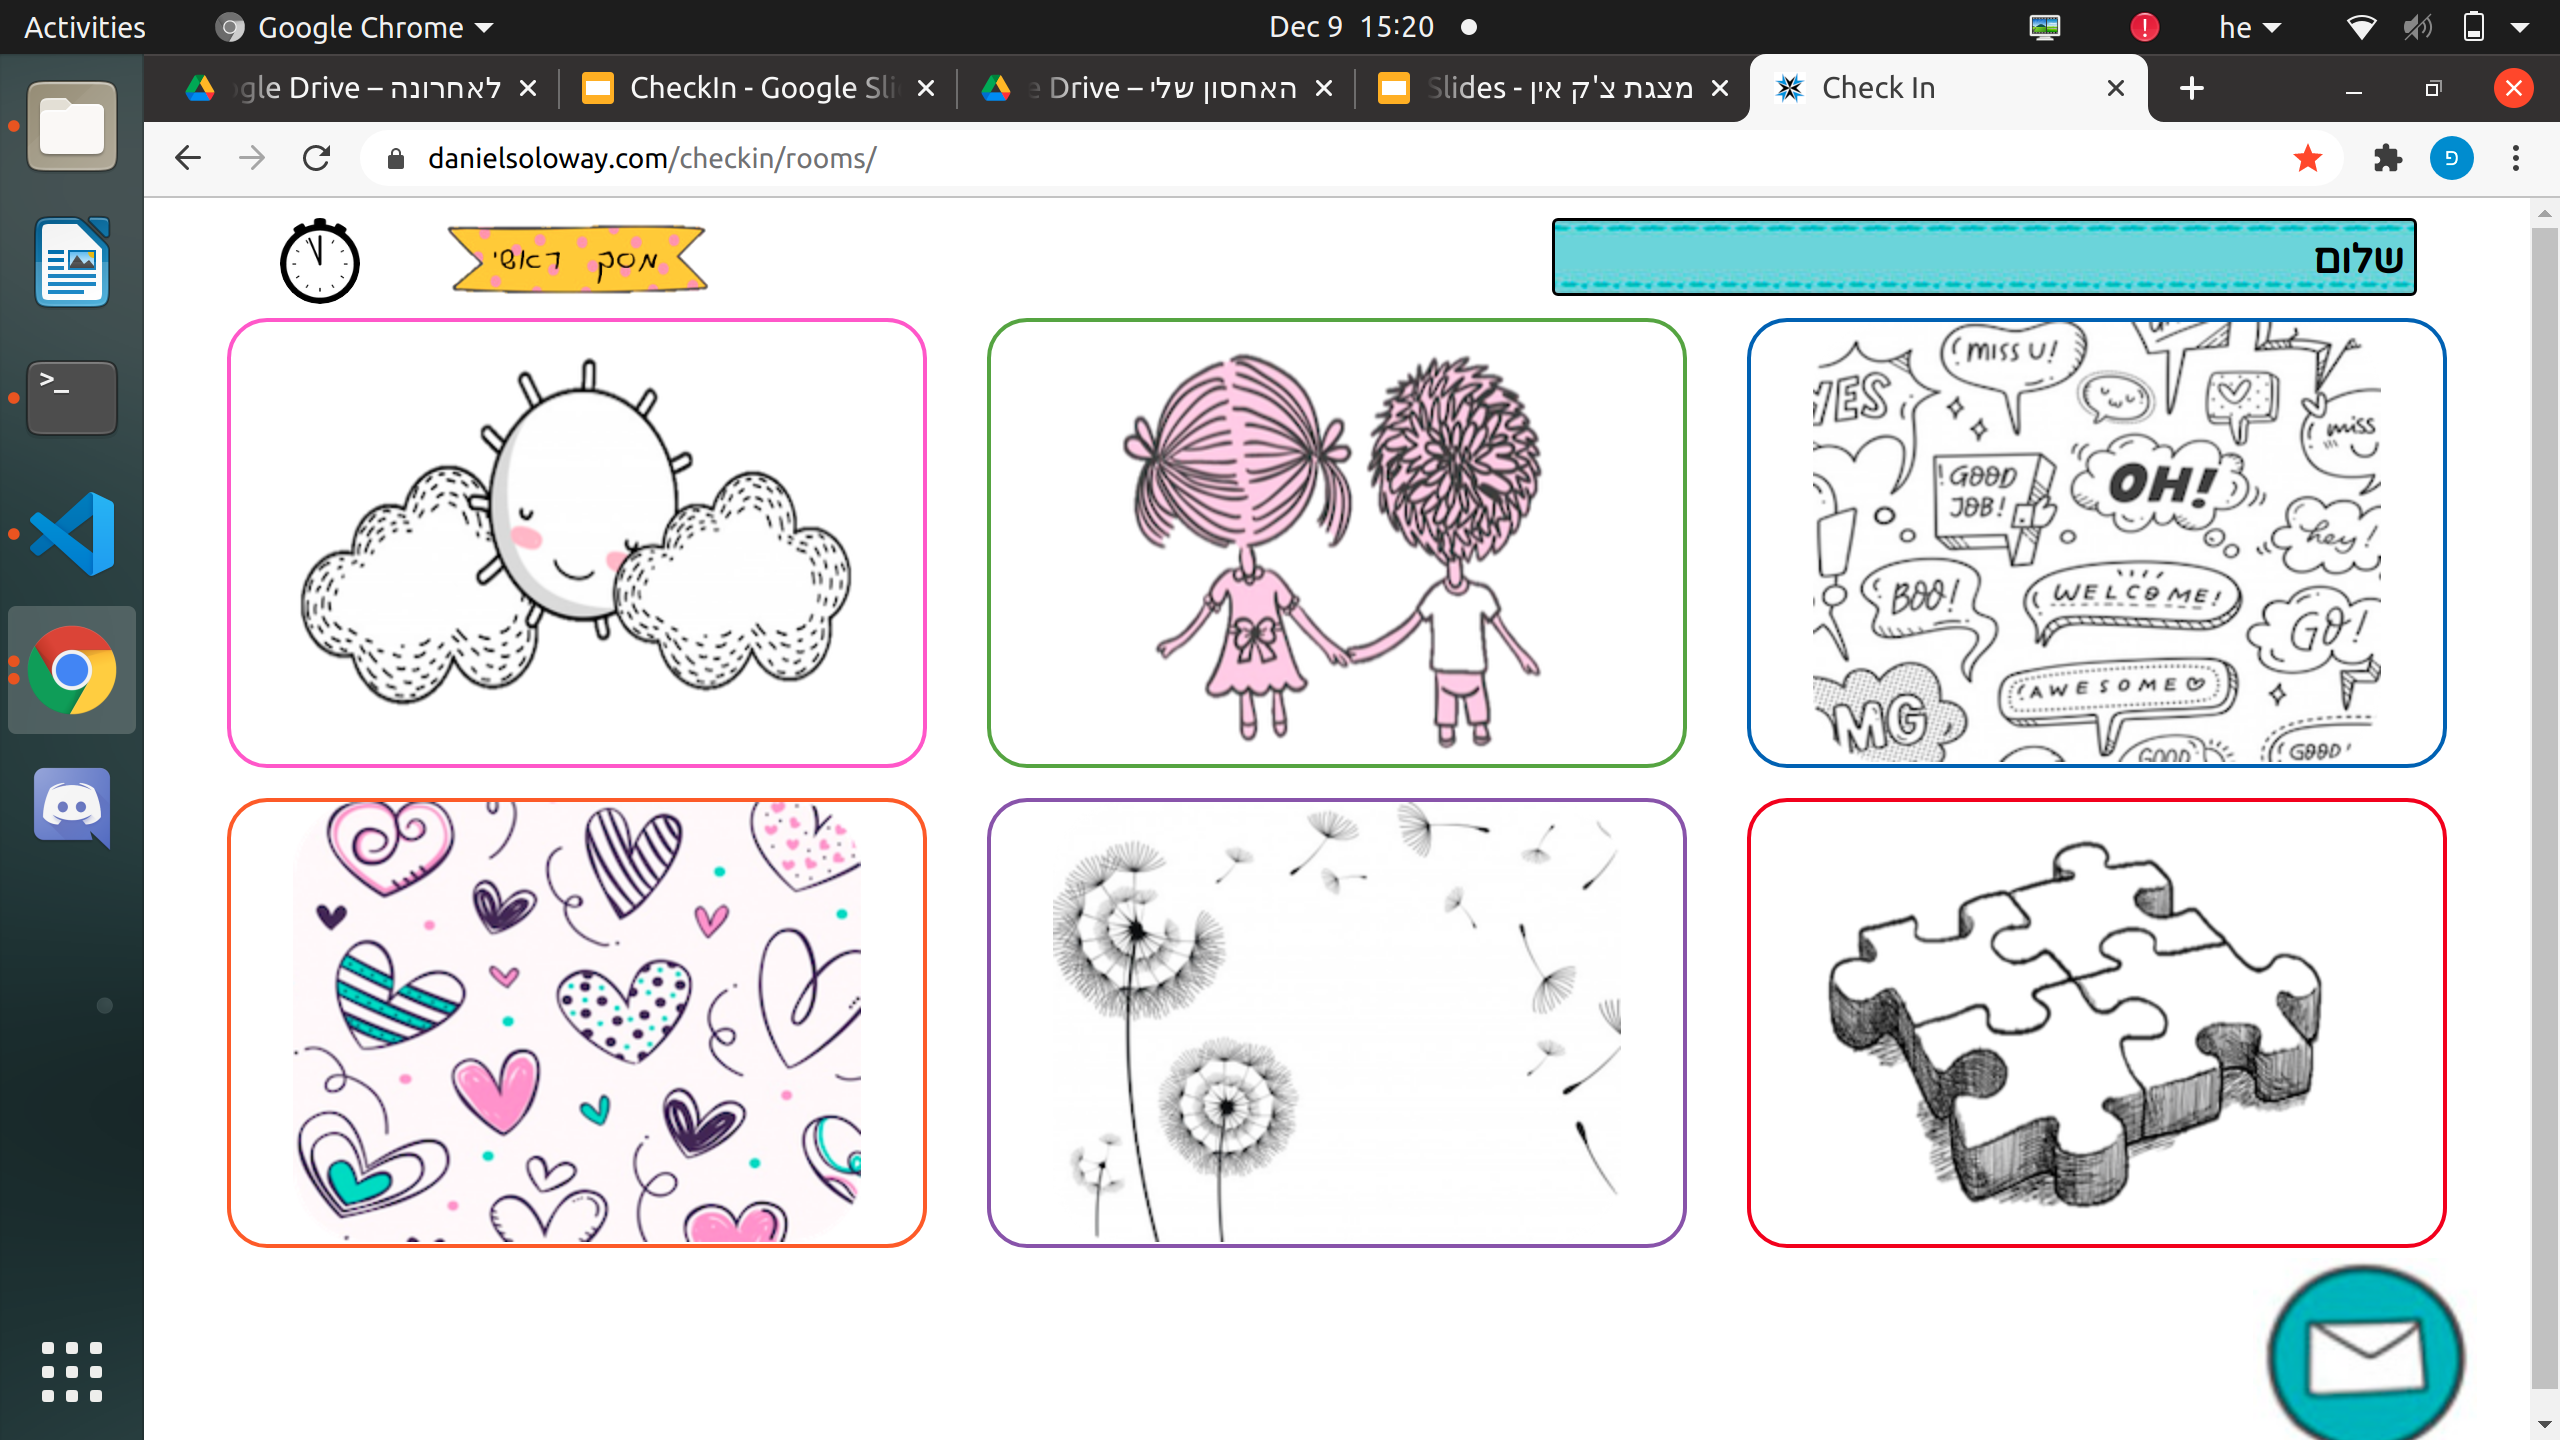 Activities
Google Chrome
Dec 9 15:20
he
gle Drive – לאחרונה
CheckIn - Google Sli
e Drive – האחסון שלי
Slides - מצגת צ'ק אין
Check In
danielsoloway.com/checkin/rooms/
פ
מסך ראשי
שלום
YES
MISS U!
miss
GOOD
JOB!
OH!
hey!
BOO!
WELCOME!
GO!
AWESOME
MG
GOOD
GOOD!